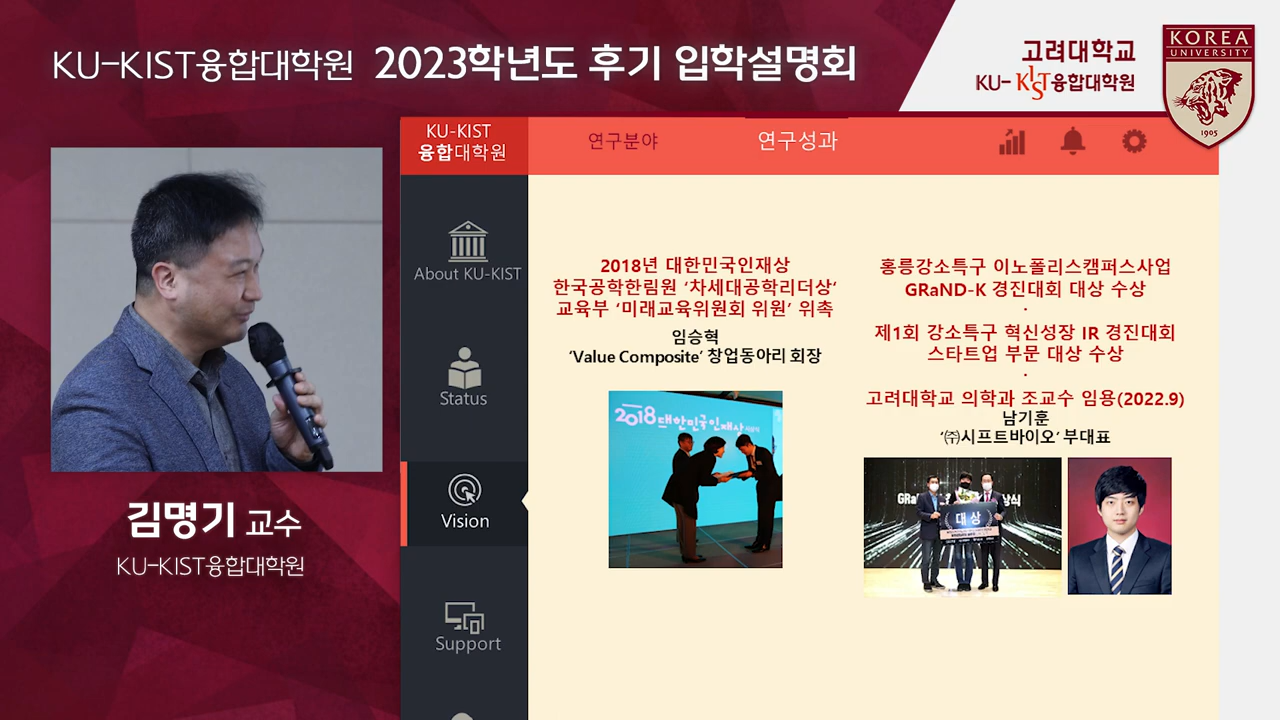 KU-KIST융합대학원 2023학년도 후기 입학설명회
고려대학교
KU-KIST융합대학원
KOREA
UNIVERSITY
1905
KU-KIST
융합대학원
연구분야
연구성과
About KU-KIST
Status
Vision
Support
2018년 대한민국인재상
한국공학한림원 ‘차세대공학리더상‘
교육부 ‘미래교육위원회 위원’ 위촉
임승혁
‘Value Composite’ 창업동아리 회장
2018 대한민국인재상 시상식
홍릉강소특구 이노폴리스캠퍼스사업
GRaND-K 경진대회 대상 수상
·
제1회 강소특구 혁신성장 IR 경진대회
스타트업 부문 대상 수상
·
고려대학교 의학과 조교수 임용(2022.9)
남기훈
‘㈜시프트바이오’ 부대표
대상
김명기 교수
KU-KIST융합대학원